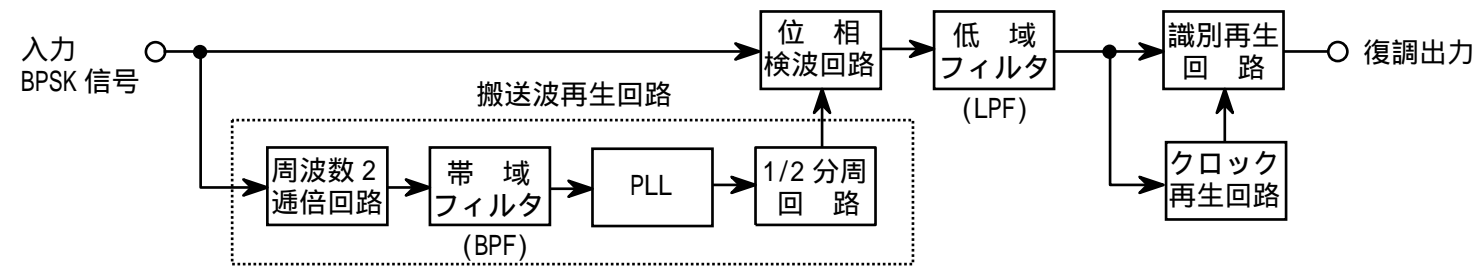 入力
BPSK 信号
位 相
検波回路
低 域
フィルタ
(LPF)
識別再生
回 路
復調出力
搬送波再生回路
周波数 2
逓倍回路
帯 域
フィルタ
(BPF)
PLL
1/2 分周
回 路
クロック
再生回路